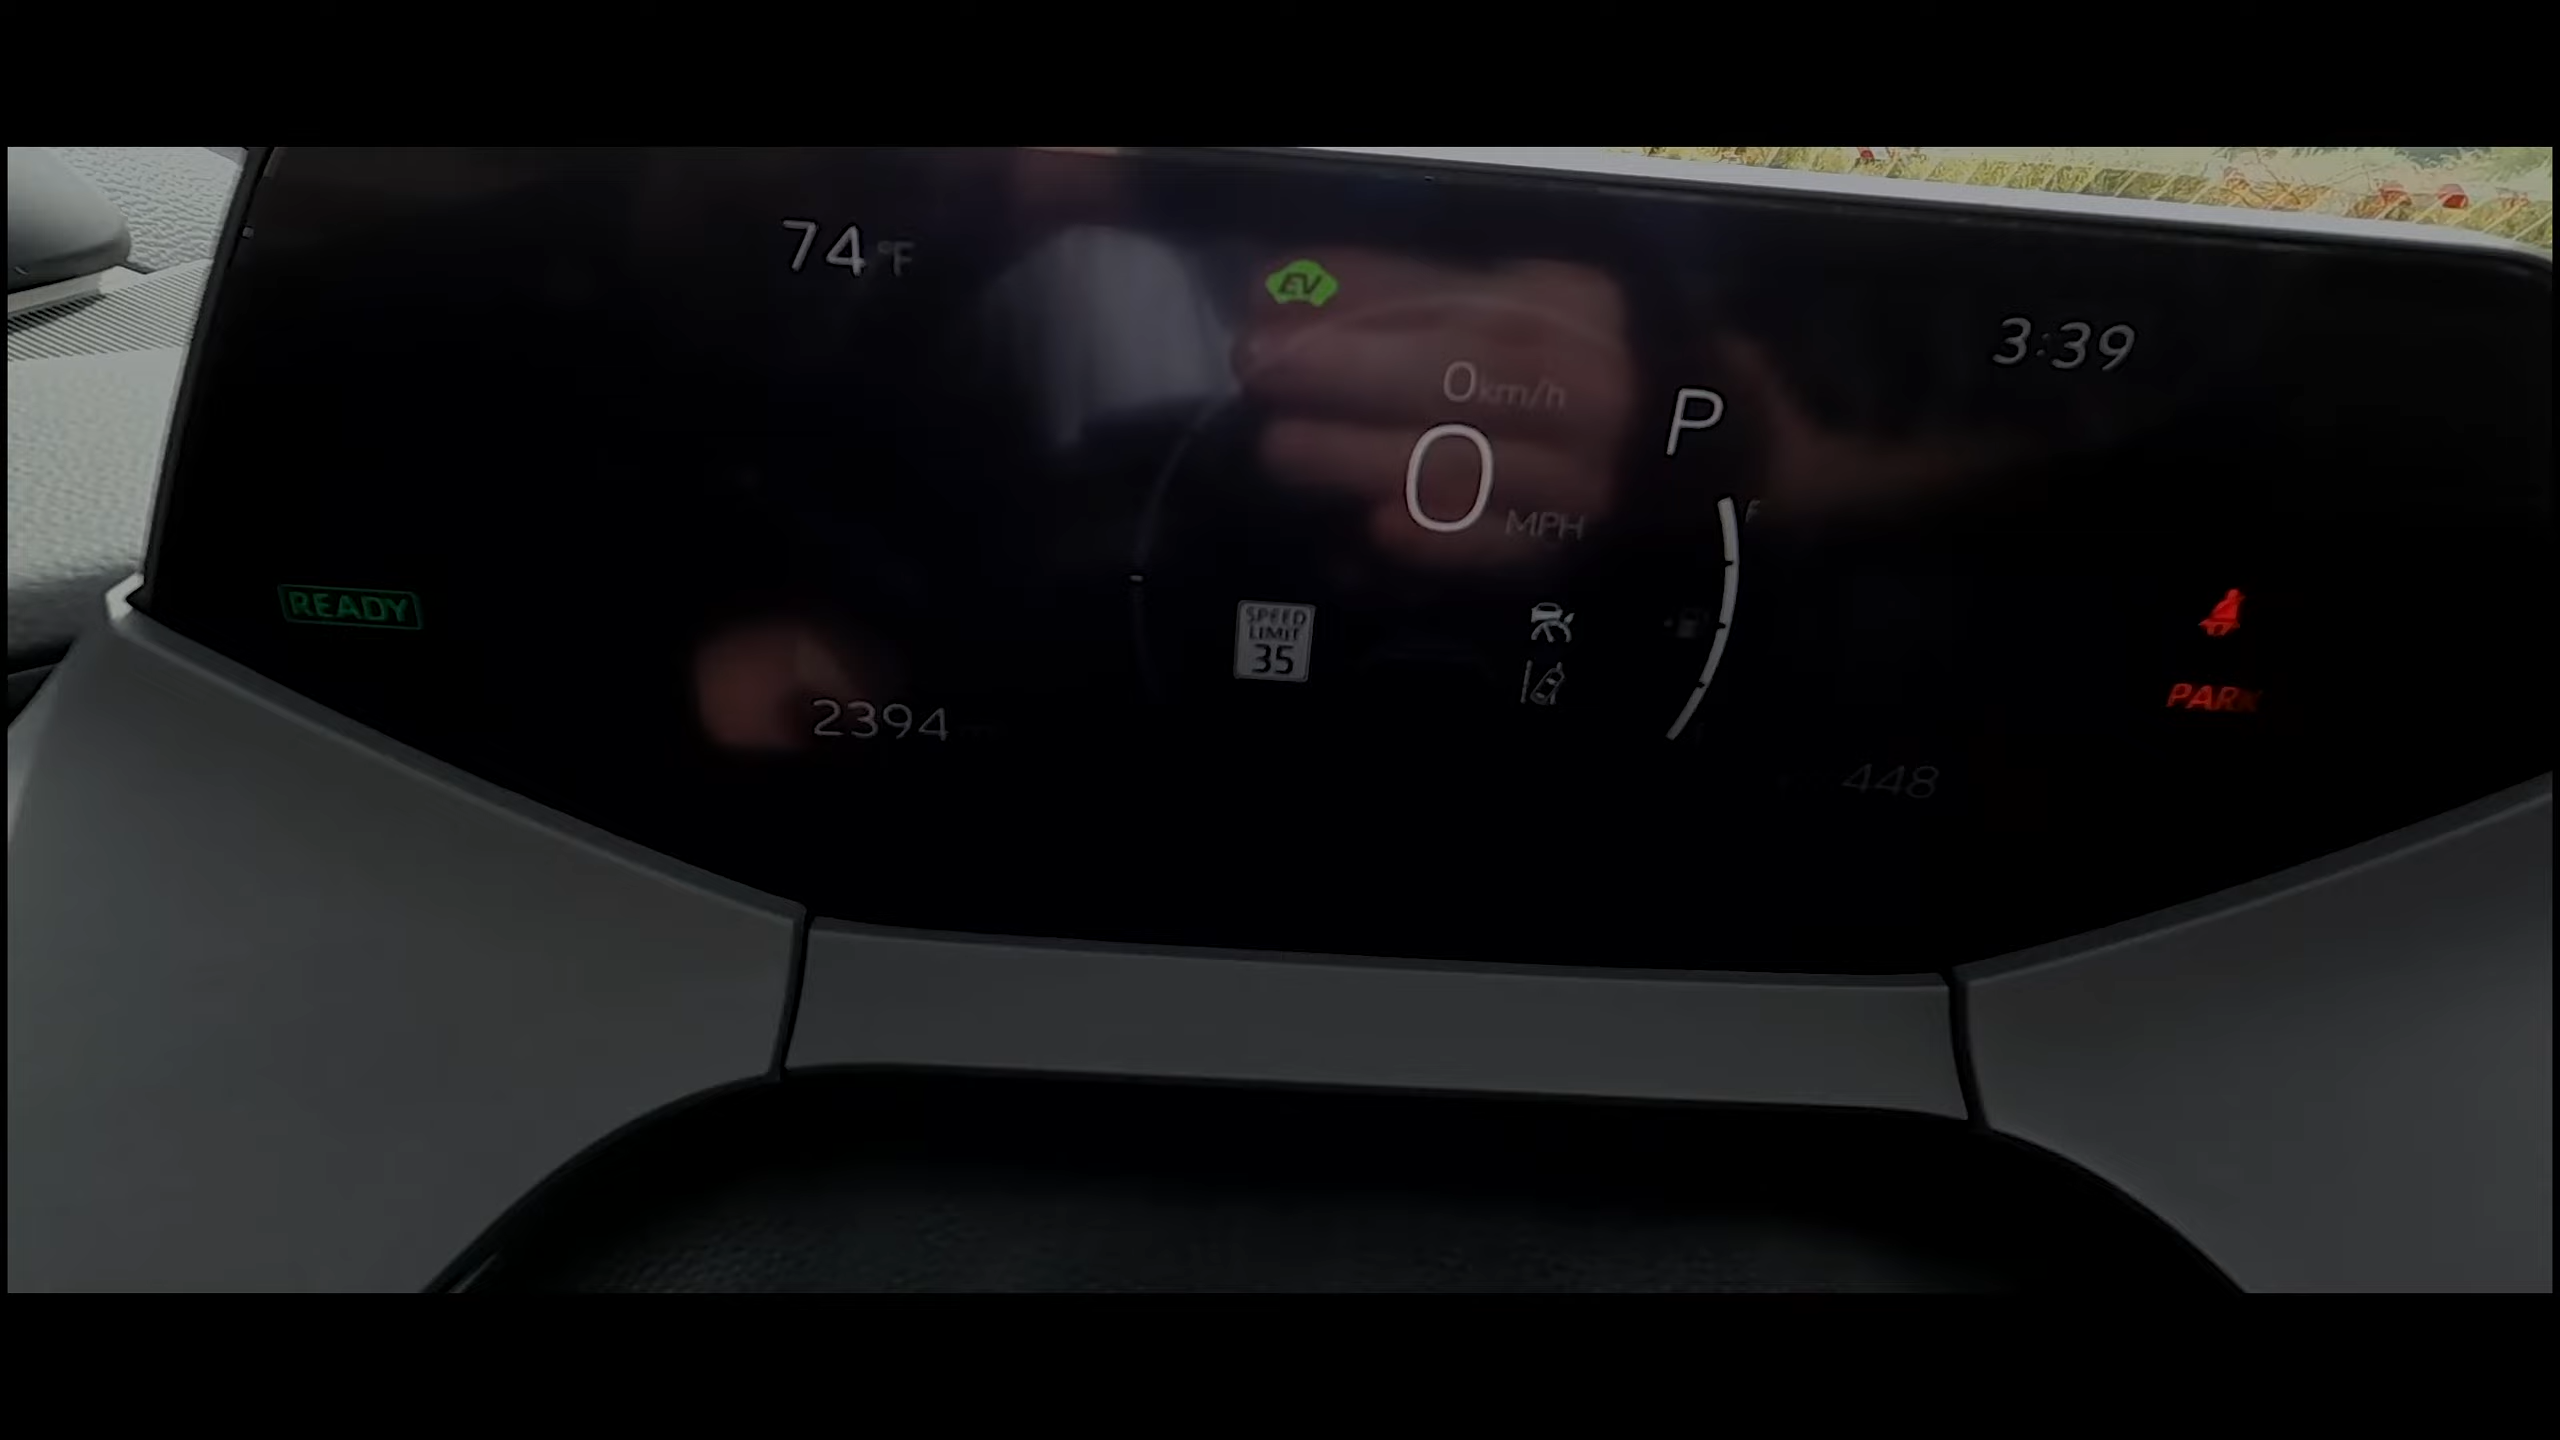 74 °F
EV
3:39
0 km/h
P
0 MPH
F
READY
SPEED
LIMIT
35
PARK
2394
448